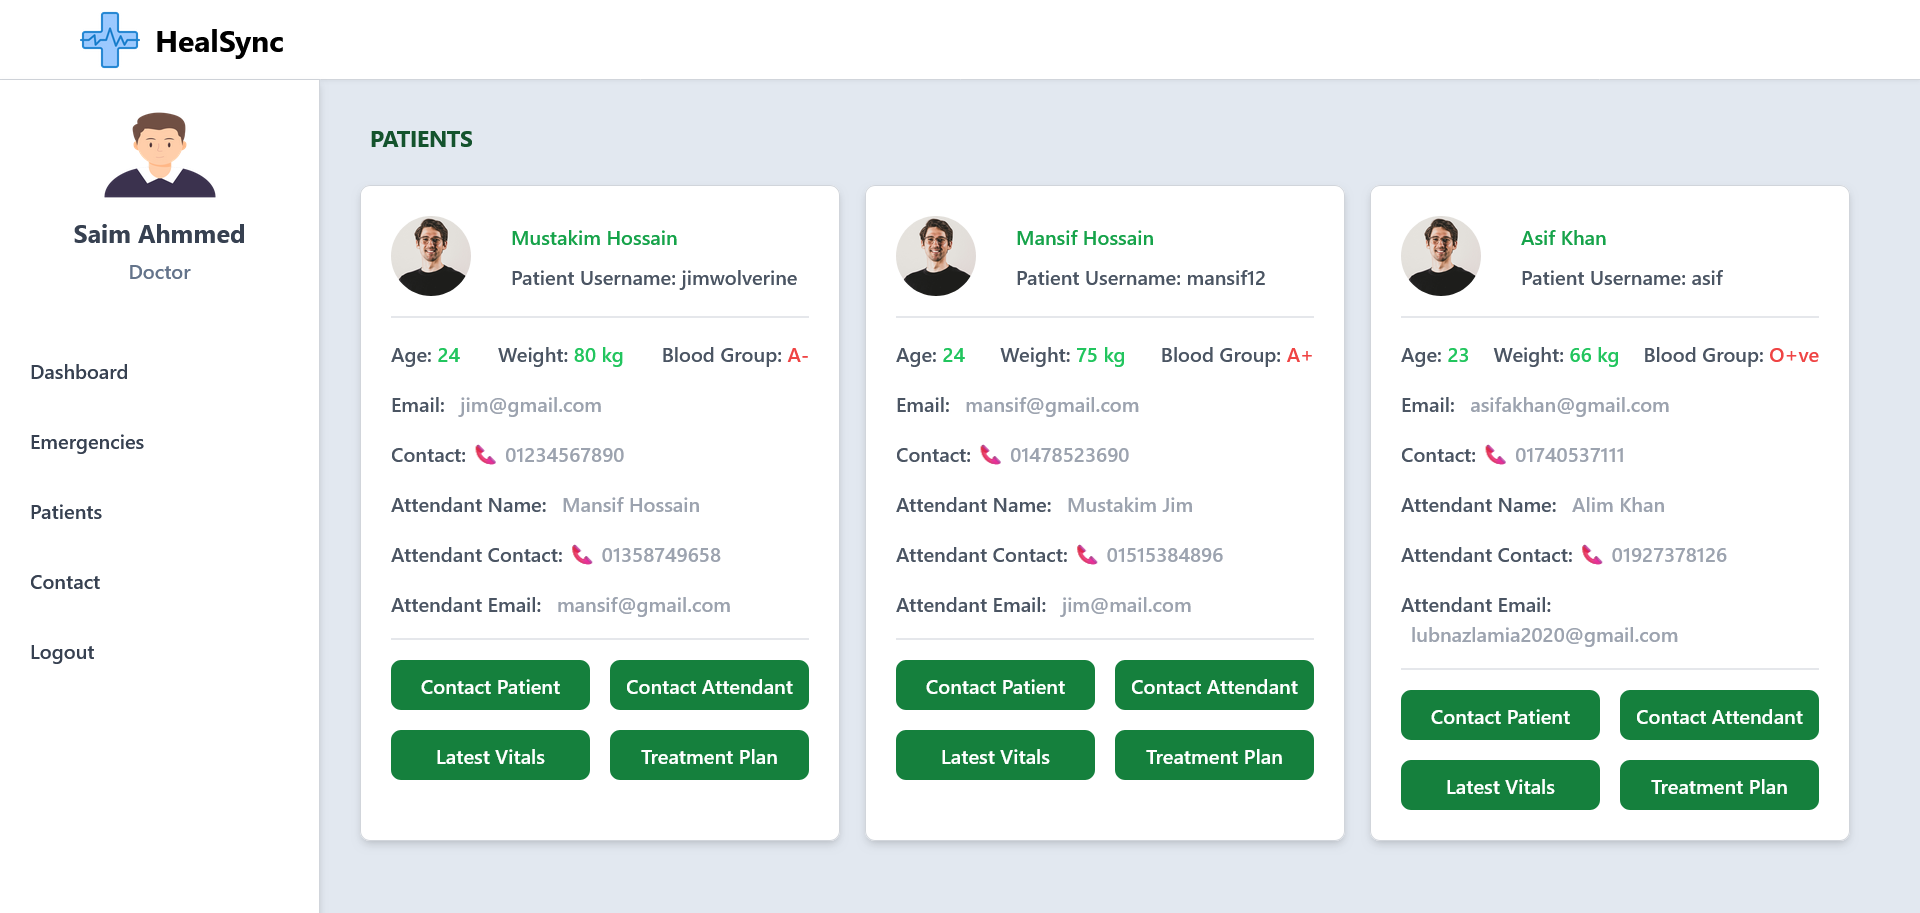 HealSync
Saim Ahmmed
Doctor
Dashboard
Emergencies
Patients
Contact
Logout
PATIENTS
Mustakim Hossain
Patient Username: jimwolverine
Age: 24 Weight: 80 kg Blood Group: A-
Email: jim@gmail.com
Contact: 📞 01234567890
Attendant Name: Mansif Hossain
Attendant Contact: 📞 01358749658
Attendant Email: mansif@gmail.com
Contact Patient
Contact Attendant
Latest Vitals
Treatment Plan
Mansif Hossain
Patient Username: mansif12
Age: 24 Weight: 75 kg Blood Group: A+
Email: mansif@gmail.com
Contact: 📞 01478523690
Attendant Name: Mustakim Jim
Attendant Contact: 📞 01515384896
Attendant Email: jim@mail.com
Contact Patient
Contact Attendant
Latest Vitals
Treatment Plan
Asif Khan
Patient Username: asif
Age: 23 Weight: 66 kg Blood Group: O+ve
Email: asifakhan@gmail.com
Contact: 📞 01740537111
Attendant Name: Alim Khan
Attendant Contact: 📞 01927378126
Attendant Email:
lubnazlamia2020@gmail.com
Contact Patient
Contact Attendant
Latest Vitals
Treatment Plan